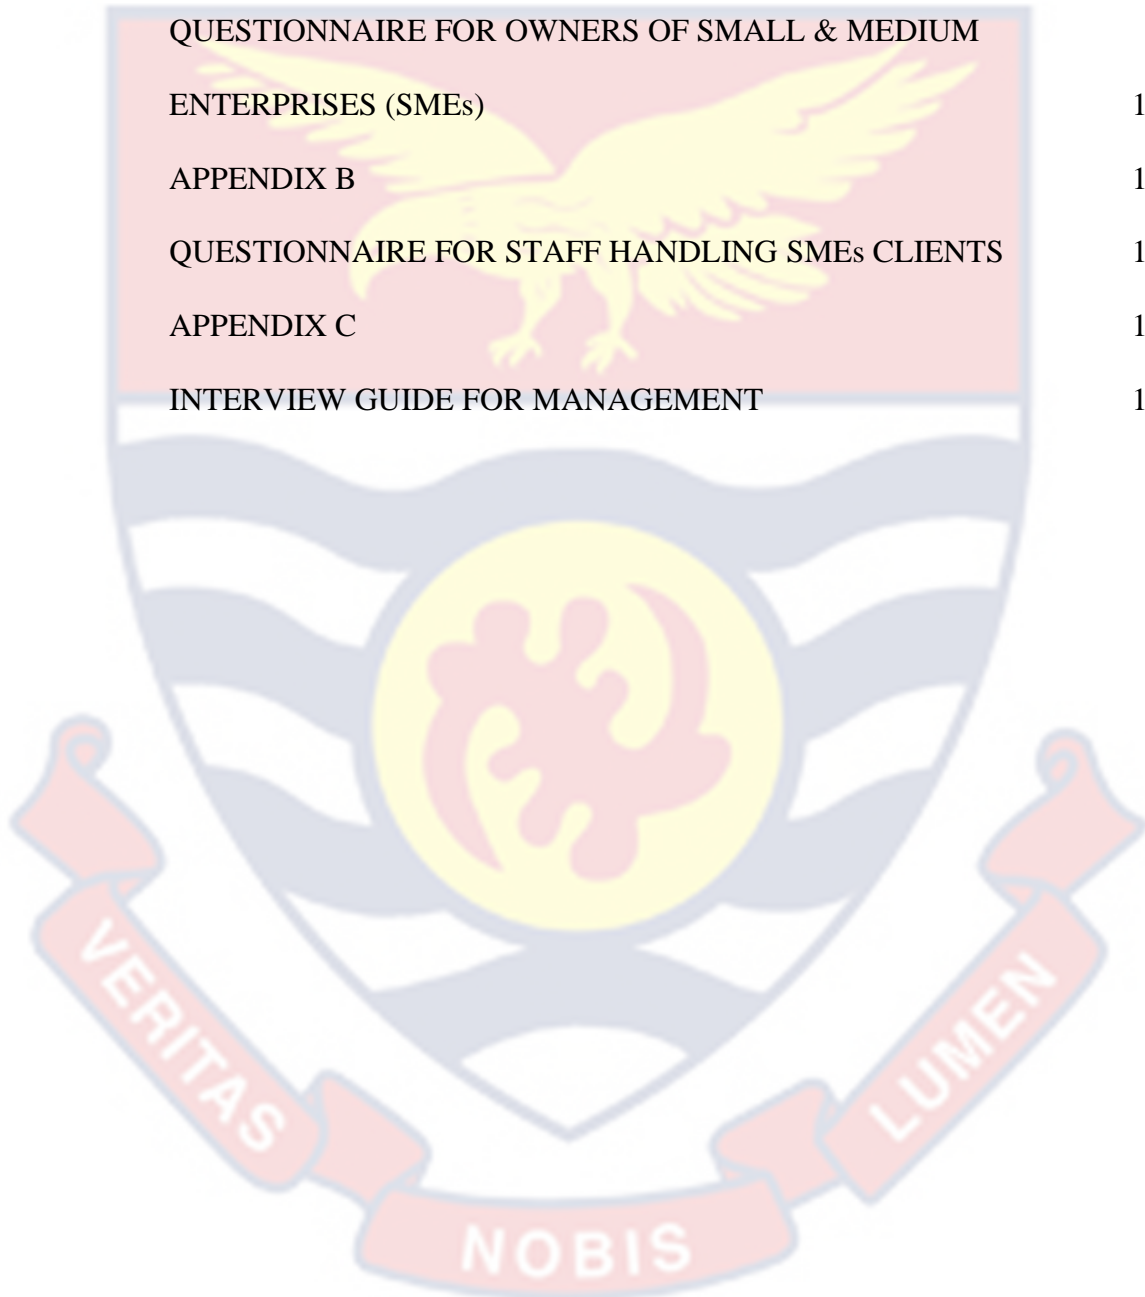 QUESTIONNAIRE FOR OWNERS OF SMALL & MEDIUM
ENTERPRISES (SMEs) 1
APPENDIX B 1
QUESTIONNAIRE FOR STAFF HANDLING SMEs CLIENTS 1
APPENDIX C 1
INTERVIEW GUIDE FOR MANAGEMENT 1
VERITAS
NOBIS
LUMEN